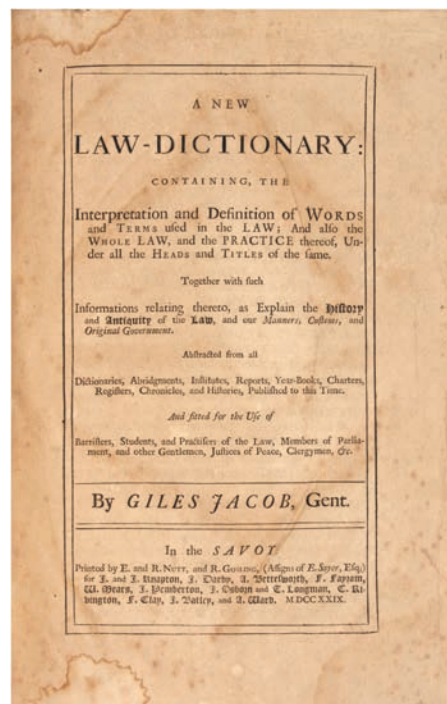 A NEW
LAW-DICTIONARY:
CONTAINING, THE
Interpretation and Definition of WORDS
and TERMS used in the LAW; And also the
WHOLE LAW, and the PRACTICE thereof, Un-
der all the HEADS and TITLES of the same.
Together with such
Informations relating thereto, as Explain the History
and Antiquity of the Law, and our Manners, Customs, and
Original Government.
Abstracted from all
Dictionaries, Abridgments, Institutes, Reports, Year-Books, Charters,
Registers, Chronicles, and Histories, Published to this Time.
And fitted for the Use of
Barristers, Students, and Practisers of the Law, Members of Parlia-
ment, and other Gentlemen, Justices of Peace, Clergymen, &c.
By GILES JACOB, Gent.
In the SAVOY
Printed by E. and R. NUTT, and R. GOSLING, (Assigns of E. Sayer, Esq;)
for J. and J. Knapton, J. Darby, A. Bettesworth, F. Fayram,
W. Mears, J. Pemberton, J. Osborn and T. Longman, C. Ri-
vington, F. Clay, J. Batley, and A. Ward. M.DCC.XXIX.